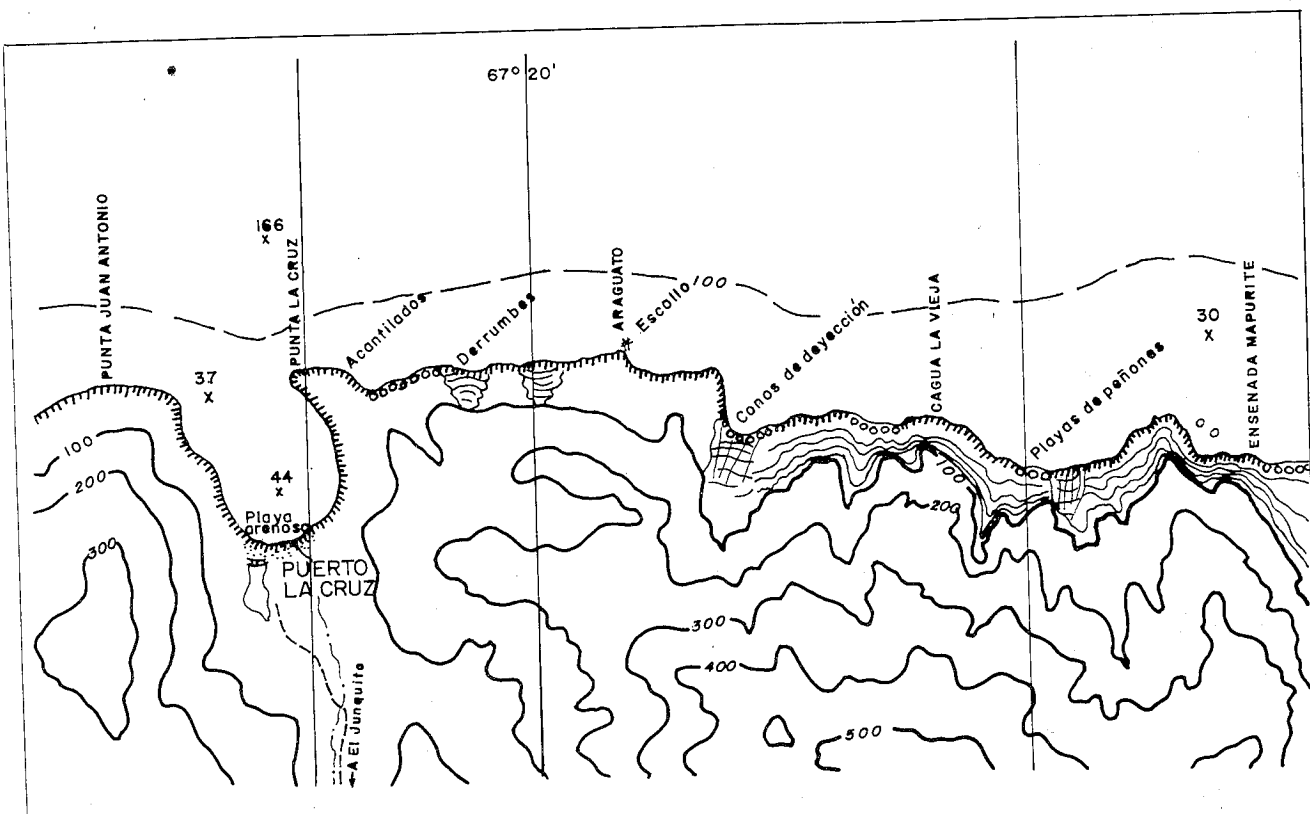 67° 20'
PUNTA JUAN ANTONIO
166
x
PUNTA LA CRUZ
Acantilados
Derrumbes
ARAGUATO
Escollo
100
Conos de deyección
CAGUA LA VIEJA
Playas de peñones
30
x
ENSENADA MAPURITE
37
x
44
x
Playa
arenosa
PUERTO
LA CRUZ
A El Junquito
100
200
300
100
200
300
400
500